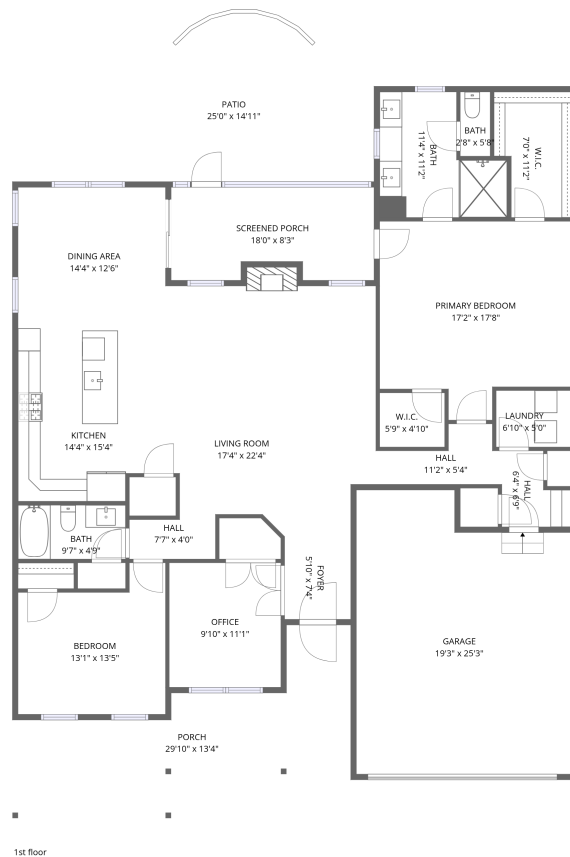 PATIO
25'0" x 14'11"
BATH
11'4" x 11'2"
BATH
2'8" x 5'8"
W.I.C.
7'0" x 11'2"
SCREENED PORCH
18'0" x 8'3"
DINING AREA
14'4" x 12'6"
PRIMARY BEDROOM
17'2" x 17'8"
W.I.C.
5'9" x 4'10"
LAUNDRY
6'10" x 5'0"
KITCHEN
14'4" x 15'4"
LIVING ROOM
17'4" x 22'4"
HALL
11'2" x 5'4"
HALL
6'4" x 6'9"
BATH
9'7" x 4'9"
HALL
7'7" x 4'0"
FOYER
5'10" x 7'4"
OFFICE
9'10" x 11'1"
BEDROOM
13'1" x 13'5"
GARAGE
19'3" x 25'3"
PORCH
29'10" x 13'4"
1st floor